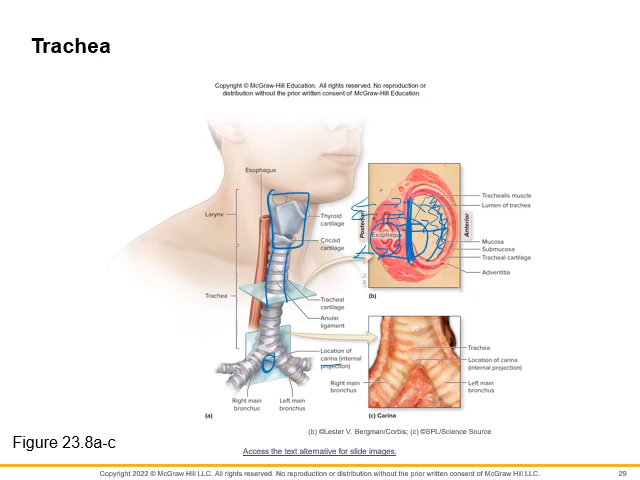 Trachea
Copyright © McGraw-Hill Education. All rights reserved. No reproduction or
distribution without the prior written consent of McGraw-Hill Education.
Esophagus
Larynx
Thyroid
cartilage
Cricoid
cartilage
Trachea
Tracheal
cartilage
Anular
ligament
Location of
carina (internal
projection)
Right main
bronchus
Left main
bronchus
(a)
Posterior
Esophagus
Anterior
Trachealis muscle
Lumen of trachea
Mucosa
Submucosa
Tracheal cartilage
Adventitia
(b)
Trachea
Location of carina
(internal projection)
Right main
bronchus
Left main
bronchus
(c) Carina
(b) ©Lester V. Bergman/Corbis; (c) ©SPL/Science Source
Figure 23.8a-c
Access the text alternative for slide images.
Copyright 2022 © McGraw Hill LLC. All rights reserved. No reproduction or distribution without the prior written consent of McGraw Hill LLC.
29